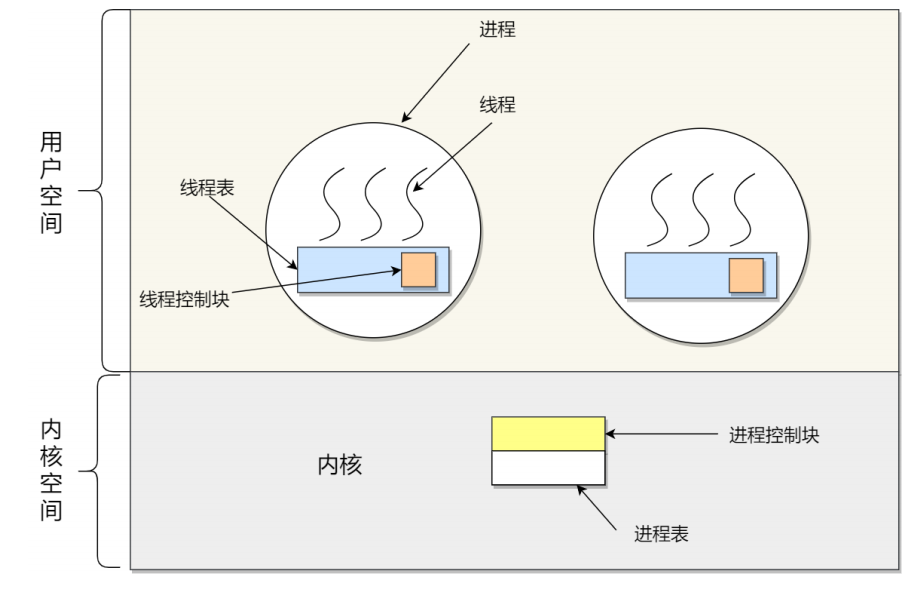 进程
线程
用户空间
线程表
线程控制块
内核空间
内核
进程控制块
进程表